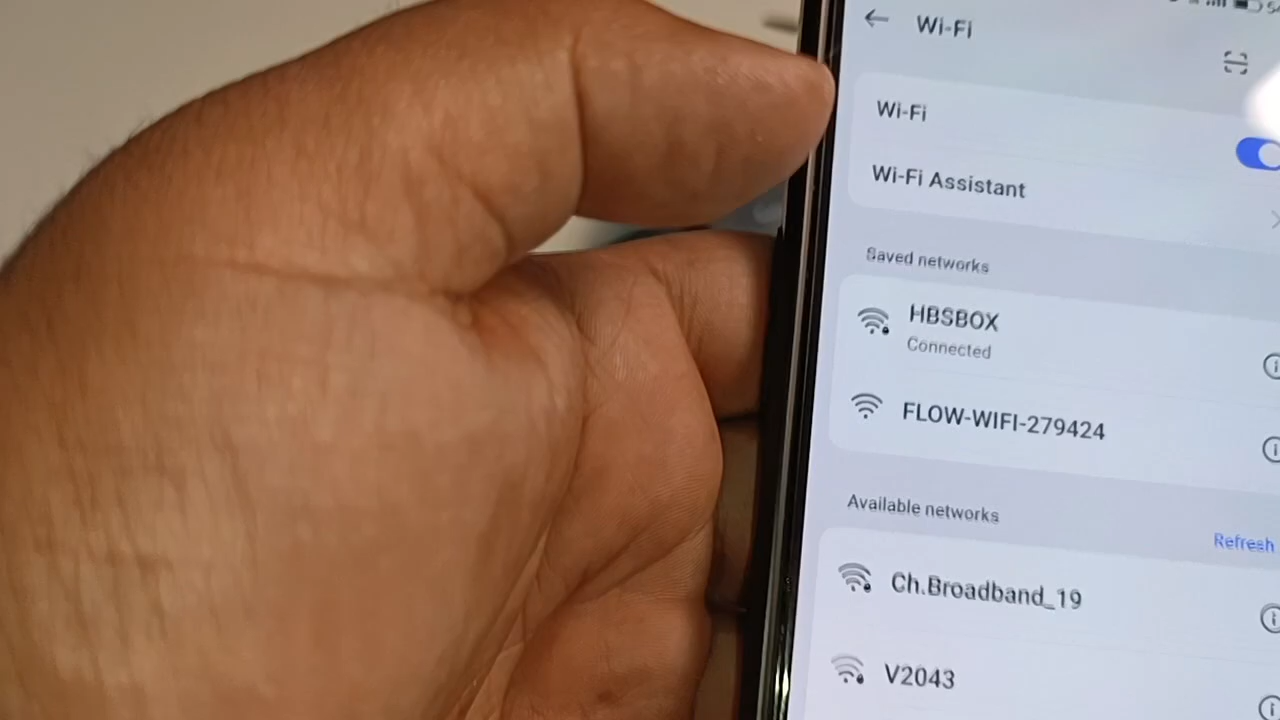 Wi-Fi
Wi-Fi
Wi-Fi Assistant
Saved networks
HBSBOX
Connected
FLOW-WIFI-279424
Available networks
Refresh
Ch.Broadband_19
V2043